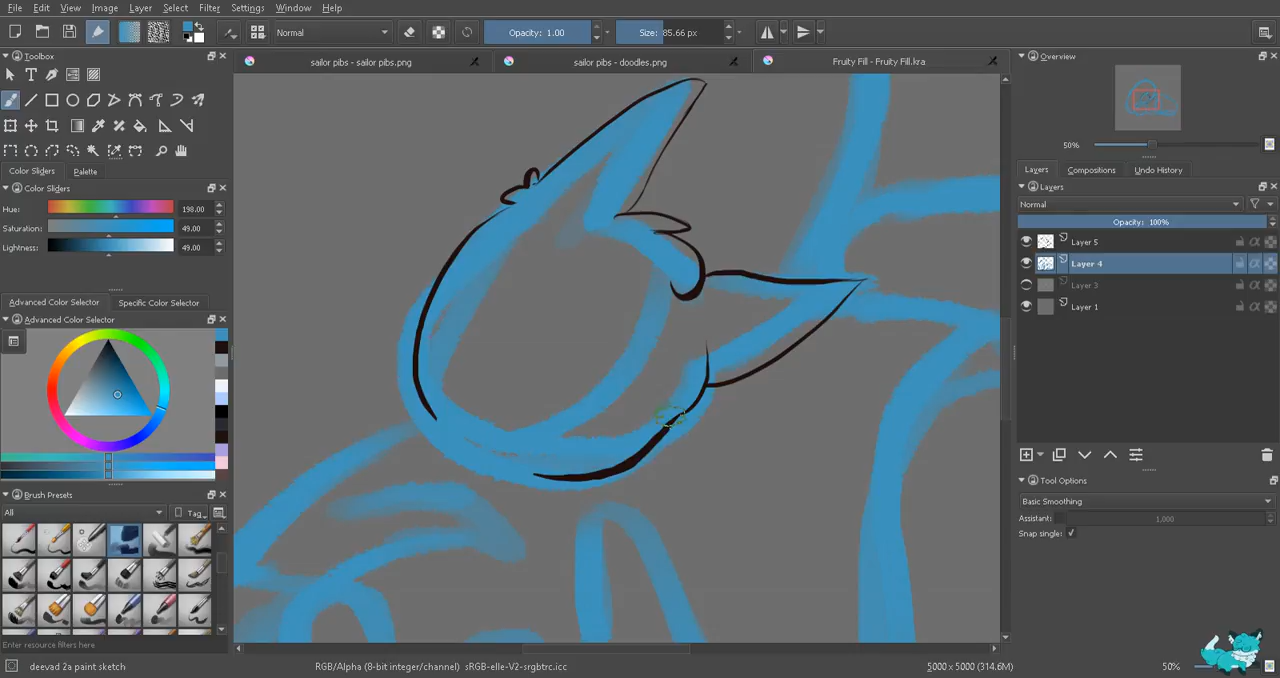 File Edit View Image Layer Select Filter Settings Window Help
Normal Opacity: 1.00 Size: 85.66 px
sailor pibs - sailor pibs.png sailor pibs - doodles.png Fruity Fill - Fruity Fill.kra
Toolbox
Color Sliders Palette
Color Sliders
Hue: 198.00
Saturation: 49.00
Lightness: 49.00
Advanced Color Selector Specific Color Selector
Advanced Color Selector
Brush Presets
All Tag
Enter resource filters here
Overview
50%
Layers Compositions Undo History
Layers
Normal
Opacity: 100%
Layer 5
Layer 4
Layer 3
Layer 1
Tool Options
Basic Smoothing
Assistant: 1.000
Snap single:
deevad 2a paint sketch RGB/Alpha (8-bit integer/channel) sRGB-elle-V2-srgbtrc.icc 5000 x 5000 (314.6M) 50%